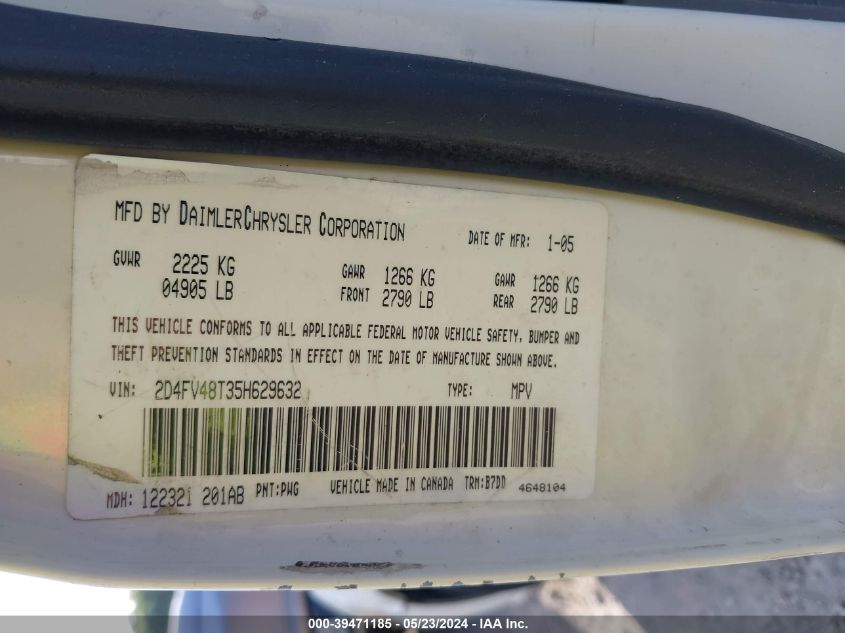 MFD BY DAIMLERCHRYSLER CORPORATION DATE OF MFR: 1-05
GVWR 2225 KG GAWR 1266 KG GAWR 1266 KG
04905 LB FRONT 2790 LB REAR 2790 LB
THIS VEHICLE CONFORMS TO ALL APPLICABLE FEDERAL MOTOR VEHICLE SAFETY, BUMPER AND
THEFT PREVENTION STANDARDS IN EFFECT ON THE DATE OF MANUFACTURE SHOWN ABOVE.
VIN: 2D4FV48T35H629632 TYPE: MPV
MDH: 122321 201AB PNT:PWG VEHICLE MADE IN CANADA TRM:B7DD 4648104
000-39471185 - 05/23/2024 - IAA Inc.